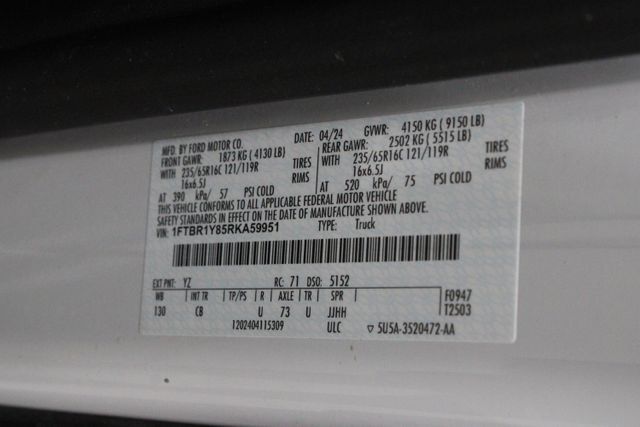 MFD. BY FORD MOTOR CO. DATE: 04/24 GVWR: 4150 KG ( 9150 LB)
FRONT GAWR: 1873 KG ( 4130 LB) REAR GAWR: 2502 KG ( 5515 LB)
WITH 235/65R16C 121/119R TIRES WITH 235/65R16C 121/119R TIRES
16x6.5J RIMS 16x6.5J RIMS
AT 390 kPa/ 57 PSI COLD AT 520 kPa/ 75 PSI COLD
THIS VEHICLE CONFORMS TO ALL APPLICABLE FEDERAL MOTOR VEHICLE
SAFETY STANDARDS IN EFFECT ON THE DATE OF MANUFACTURE SHOWN ABOVE.
VIN: 1FTBR1Y85RKA59951 TYPE: Truck
EXT PNT: YZ RC: 71 DSO: 5152
WB INT TR TP/PS R AXLE TR SPR F0947
130 CB U 73 U JJHH T2503
1202404115309 ULC ▽ 5U5A-3520472-AA